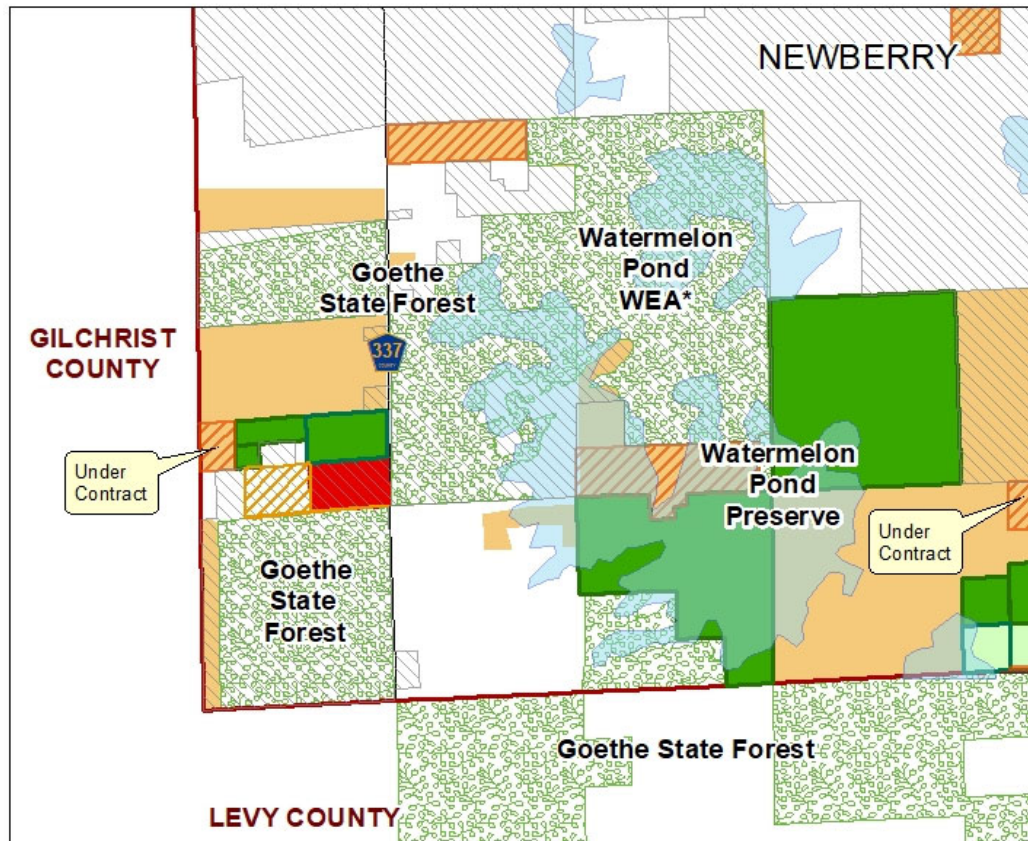 NEWBERRY
Watermelon
Pond
WEA*
Goethe
State Forest
GILCHRIST
COUNTY
337
Under
Contract
Watermelon
Pond
Preserve
Under
Contract
Goethe
State
Forest
Goethe State Forest
LEVY COUNTY